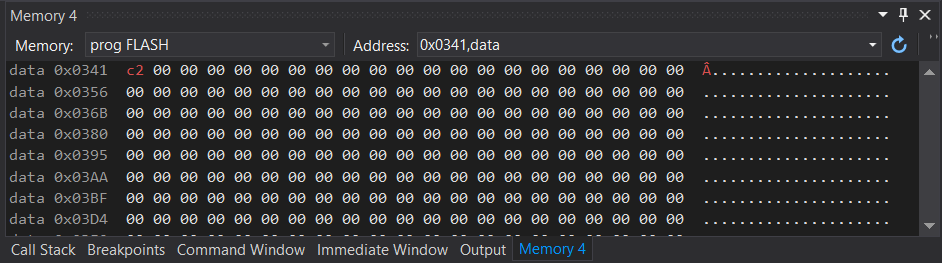 Memory 4
Memory: prog FLASH Address: 0x0341,data
data 0x0341 c2 00 00 00 00 00 00 00 00 00 00 00 00 00 00 00 00 00 00 00 00 Â....................
data 0x0356 00 00 00 00 00 00 00 00 00 00 00 00 00 00 00 00 00 00 00 00 00 .....................
data 0x036B 00 00 00 00 00 00 00 00 00 00 00 00 00 00 00 00 00 00 00 00 00 .....................
data 0x0380 00 00 00 00 00 00 00 00 00 00 00 00 00 00 00 00 00 00 00 00 00 .....................
data 0x0395 00 00 00 00 00 00 00 00 00 00 00 00 00 00 00 00 00 00 00 00 00 .....................
data 0x03AA 00 00 00 00 00 00 00 00 00 00 00 00 00 00 00 00 00 00 00 00 00 .....................
data 0x03BF 00 00 00 00 00 00 00 00 00 00 00 00 00 00 00 00 00 00 00 00 00 .....................
data 0x03D4 00 00 00 00 00 00 00 00 00 00 00 00 00 00 00 00 00 00 00 00 00 .....................
Call Stack Breakpoints Command Window Immediate Window Output Memory 4